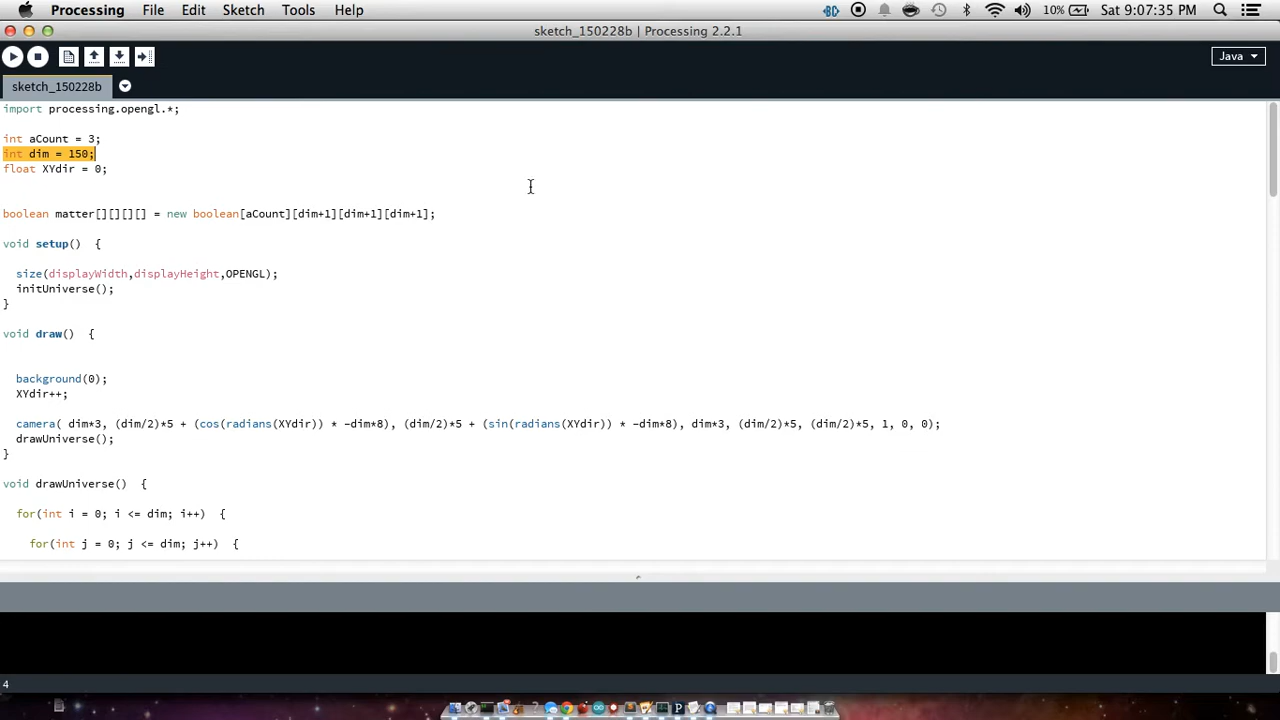 Processing File Edit Sketch Tools Help 10% Sat 9:07:35 PM
sketch_150228b | Processing 2.2.1
Java
sketch_150228b
import processing.opengl.*;
int aCount = 3;
int dim = 150;
float XYdir = 0;
boolean matter[][][][] = new boolean[aCount][dim+1][dim+1][dim+1];
void setup()  {
size(displayWidth,displayHeight,OPENGL);
initUniverse();
}
void draw()  {
background(0);
XYdir++;
camera( dim*3, (dim/2)*5 + (cos(radians(XYdir)) * -dim*8), (dim/2)*5 + (sin(radians(XYdir)) * -dim*8), dim*3, (dim/2)*5, (dim/2)*5, 1, 0, 0);
drawUniverse();
}
void drawUniverse()  {
for(int i = 0; i <= dim; i++)  {
for(int j = 0; j <= dim; j++)  {
4